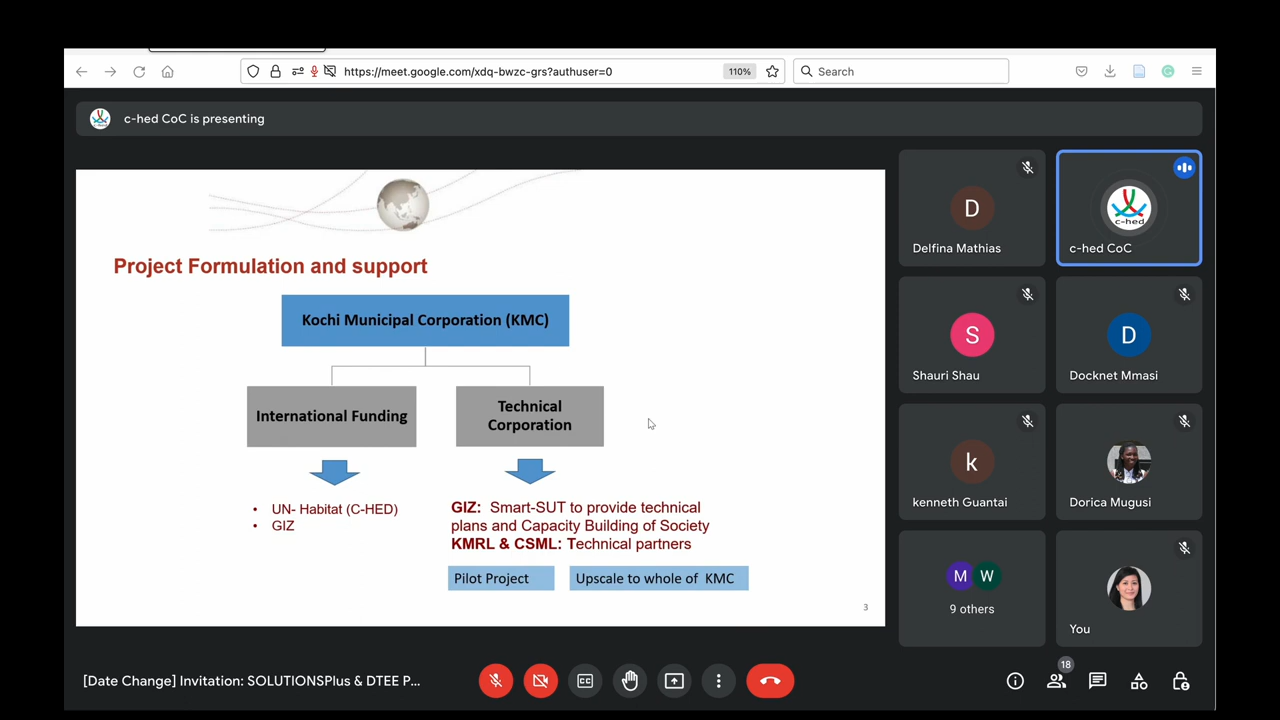 https://meet.google.com/xdq-bwzc-grs?authuser=0
110%
Search
c-hed CoC is presenting
Project Formulation and support
Kochi Municipal Corporation (KMC)
International Funding
Technical
Corporation
• UN- Habitat (C-HED)
• GIZ
GIZ: Smart-SUT to provide technical
plans and Capacity Building of Society
KMRL & CSML: Technical partners
Pilot Project
Upscale to whole of KMC
3
D
Delfina Mathias
c-hed
c-hed CoC
S
Shauri Shau
D
Docknet Mmasi
k
kenneth Guantai
Dorica Mugusi
M W
9 others
You
[Date Change] Invitation: SOLUTIONSPlus & DTEE P...
CC
18